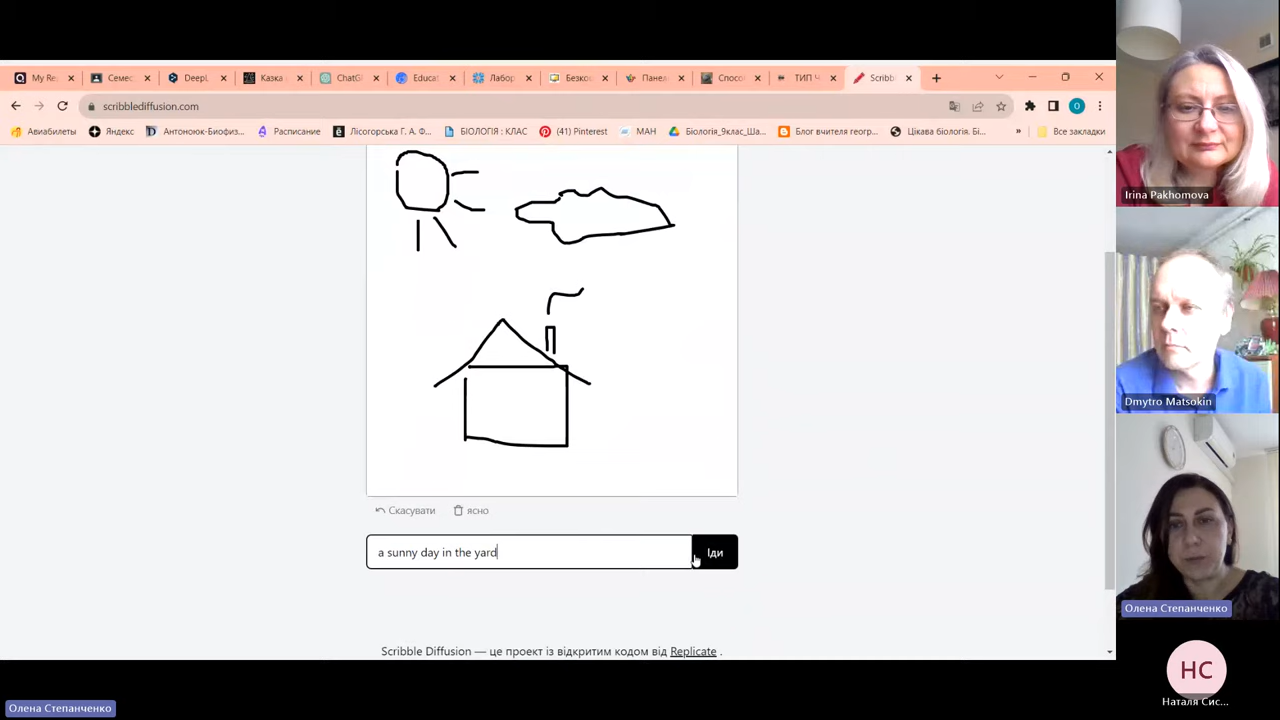 My Re
Семес
DeepL
Казка
ChatG
Educat
Лабор
Безко
Панел
Спосо
ТИП Ч
Scribb
scribblediffusion.com
Авиабилеты
Яндекс
Антонюк-Биофиз...
Расписание
Лісогорська Г. А. Ф...
БІОЛОГІЯ : КЛАС
(41) Pinterest
МАН
Біологія_9клас_Ша...
Блог вчителя геогр...
Цікава біологія. Бі...
»
Все закладки
Irina Pakhomova
Dmytro Matsokin
Скасувати
ясно
a sunny day in the yard
Іди
Олена Степанченко
Scribble Diffusion — це проект із відкритим кодом від Replicate .
НС
Наталя Сис...
Олена Степанченко